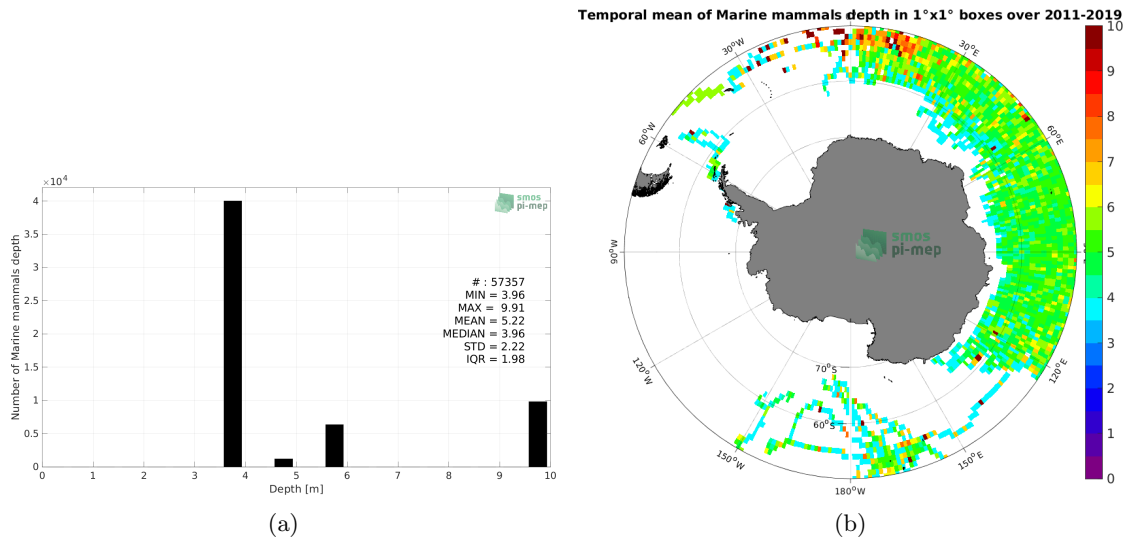 ×10⁴
4
3.5
3
2.5
2
1.5
1
0.5
0
Number of Marine mammals depth
smos
pi-mep
# : 57357
MIN = 3.96
MAX = 9.91
MEAN = 5.22
MEDIAN = 3.96
STD = 2.22
IQR = 1.98
0 1 2 3 4 5 6 7 8 9 10
Depth [m]
(a)
Temporal mean of Marine mammals depth in 1°x1° boxes over 2011-2019
30°W
30°E
60°W
60°E
90°W
120°W
120°E
150°W
150°E
180°W
70°S
60°S
smos
pi-mep
10
9
8
7
6
5
4
3
2
1
0
(b)